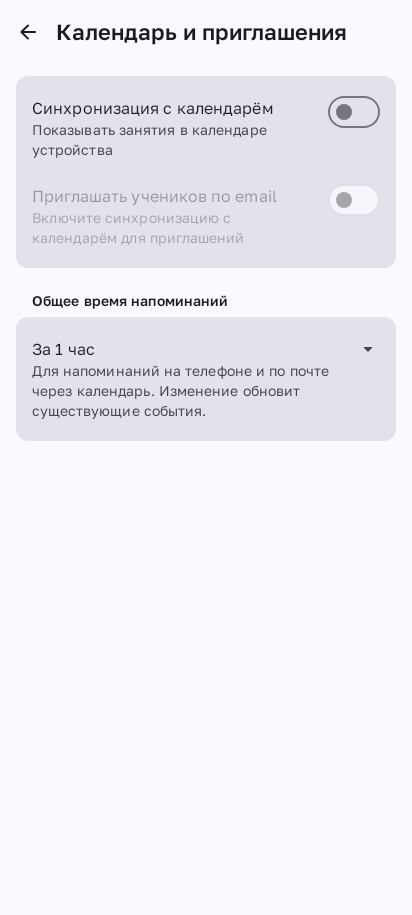 Календарь и приглашения
Синхронизация с календарём
Показывать занятия в календаре
устройства
Приглашать учеников по email
Включите синхронизацию с
календарём для приглашений
Общее время напоминаний
За 1 час
Для напоминаний на телефоне и по почте
через календарь. Изменение обновит
существующие события.